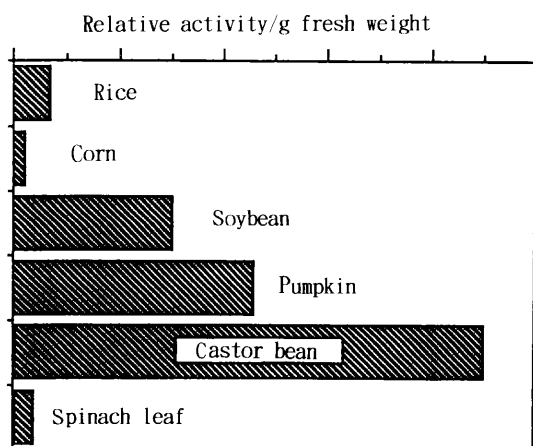 Relative activity/g fresh weight
Rice
Corn
Soybean
Pumpkin
Castor bean
Spinach leaf